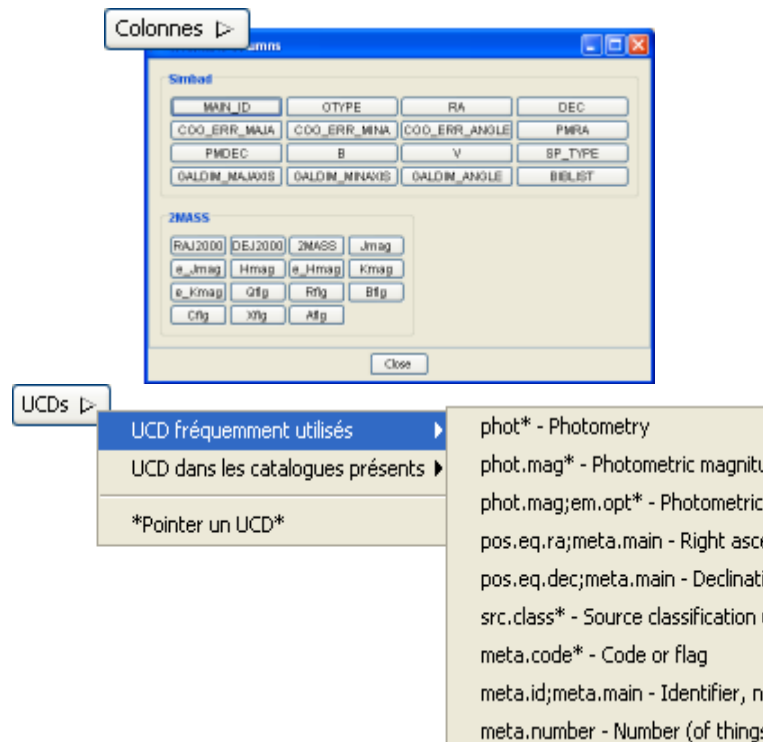 Colonnes
umns
Simbad
MAIN_ID OTYPE RA DEC
COO_ERR_MAJA COO_ERR_MINA COO_ERR_ANGLE PMRA
PMDEC B V SP_TYPE
GALDIM_MAJAXIS GALDIM_MINAXIS GALDIM_ANGLE BIBLIST
2MASS
RAJ2000 DEJ2000 2MASS Jmag
e_Jmag Hmag e_Hmag Kmag
e_Kmag Qflg Rflg Bflg
Cflg Xflg Aflg
Close
UCDs
UCD fréquemment utilisés
UCD dans les catalogues présents
*Pointer un UCD*
phot* - Photometry
phot.mag* - Photometric magnitu
phot.mag;em.opt* - Photometric
pos.eq.ra;meta.main - Right asce
pos.eq.dec;meta.main - Declinati
src.class* - Source classification
meta.code* - Code or flag
meta.id;meta.main - Identifier, n
meta.number - Number (of things